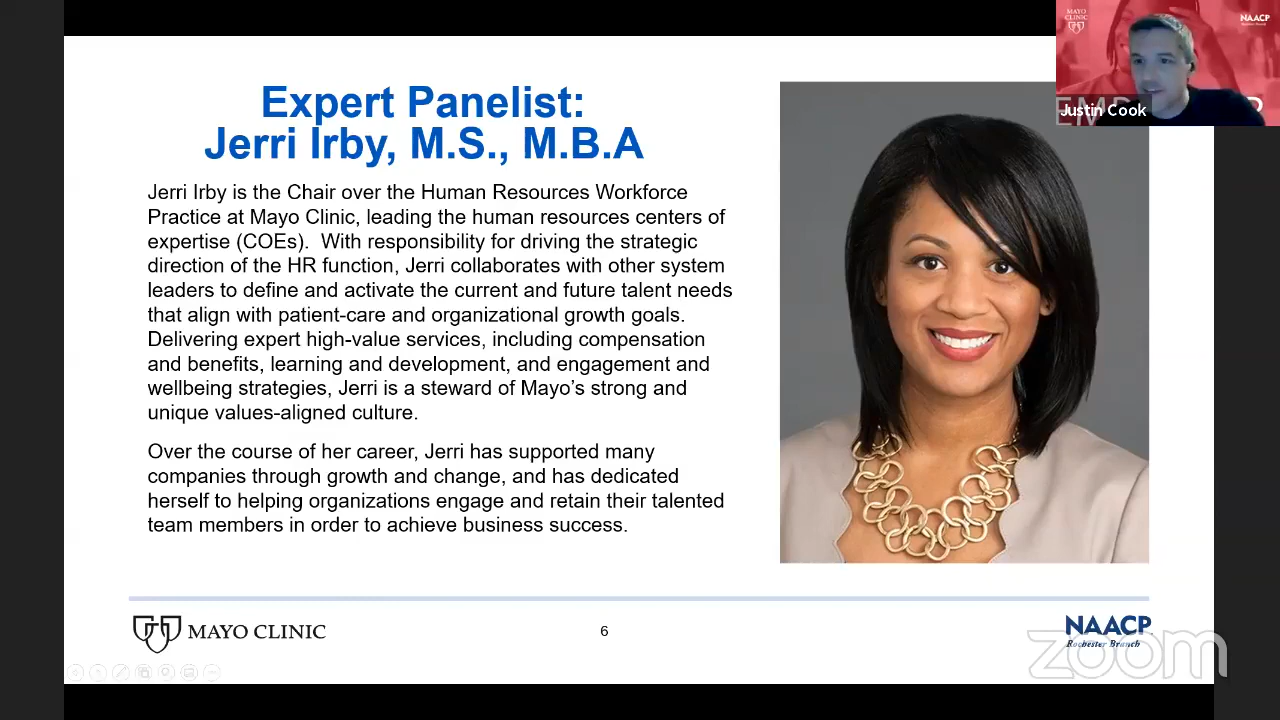 MAYO
CLINIC
NAACP
Justin Cook
Expert Panelist:
Jerri Irby, M.S., M.B.A
Jerri Irby is the Chair over the Human Resources Workforce
Practice at Mayo Clinic, leading the human resources centers of
expertise (COEs).  With responsibility for driving the strategic
direction of the HR function, Jerri collaborates with other system
leaders to define and activate the current and future talent needs
that align with patient-care and organizational growth goals.
Delivering expert high-value services, including compensation
and benefits, learning and development, and engagement and
wellbeing strategies, Jerri is a steward of Mayo’s strong and
unique values-aligned culture.
Over the course of her career, Jerri has supported many
companies through growth and change, and has dedicated
herself to helping organizations engage and retain their talented
team members in order to achieve business success.
MAYO CLINIC
6
NAACP
Rochester Branch
zoom